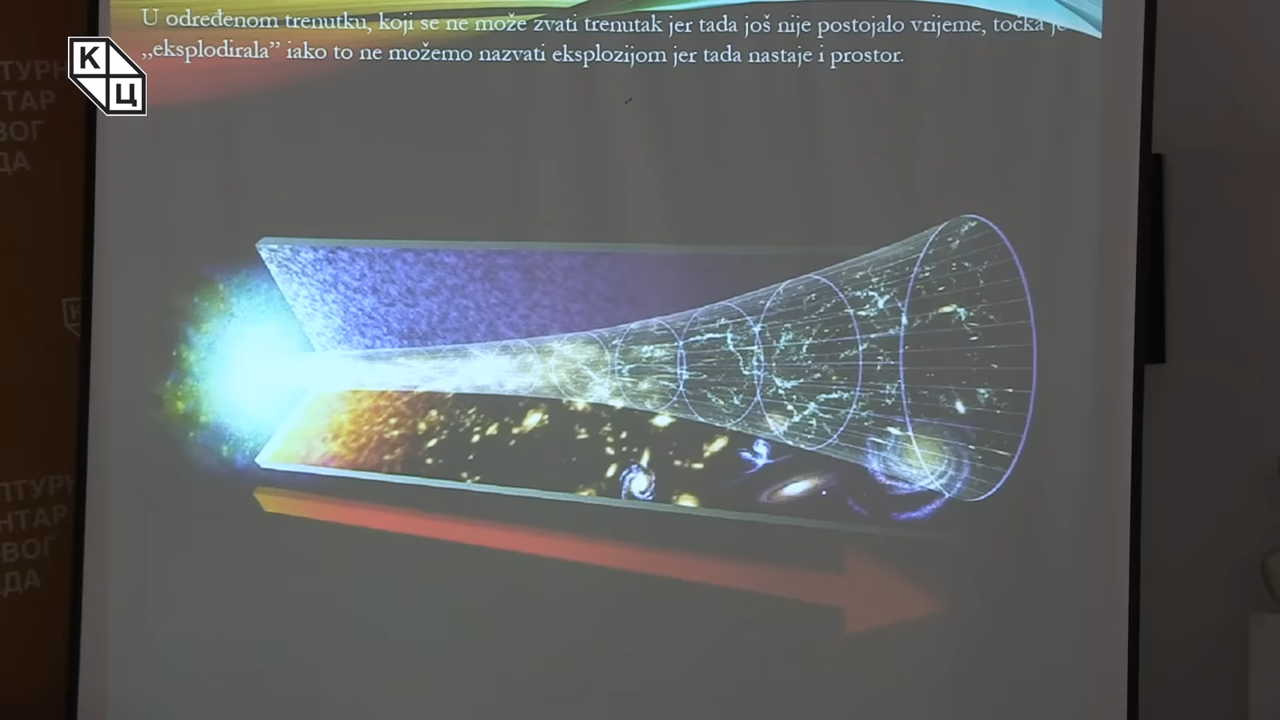 U određenom trenutku, koji se ne može zvati trenutak jer tada još nije postojalo vrijeme, točka je
„eksplodirala” iako to ne možemo nazvati eksplozijom jer tada nastaje i prostor.
К
Ц